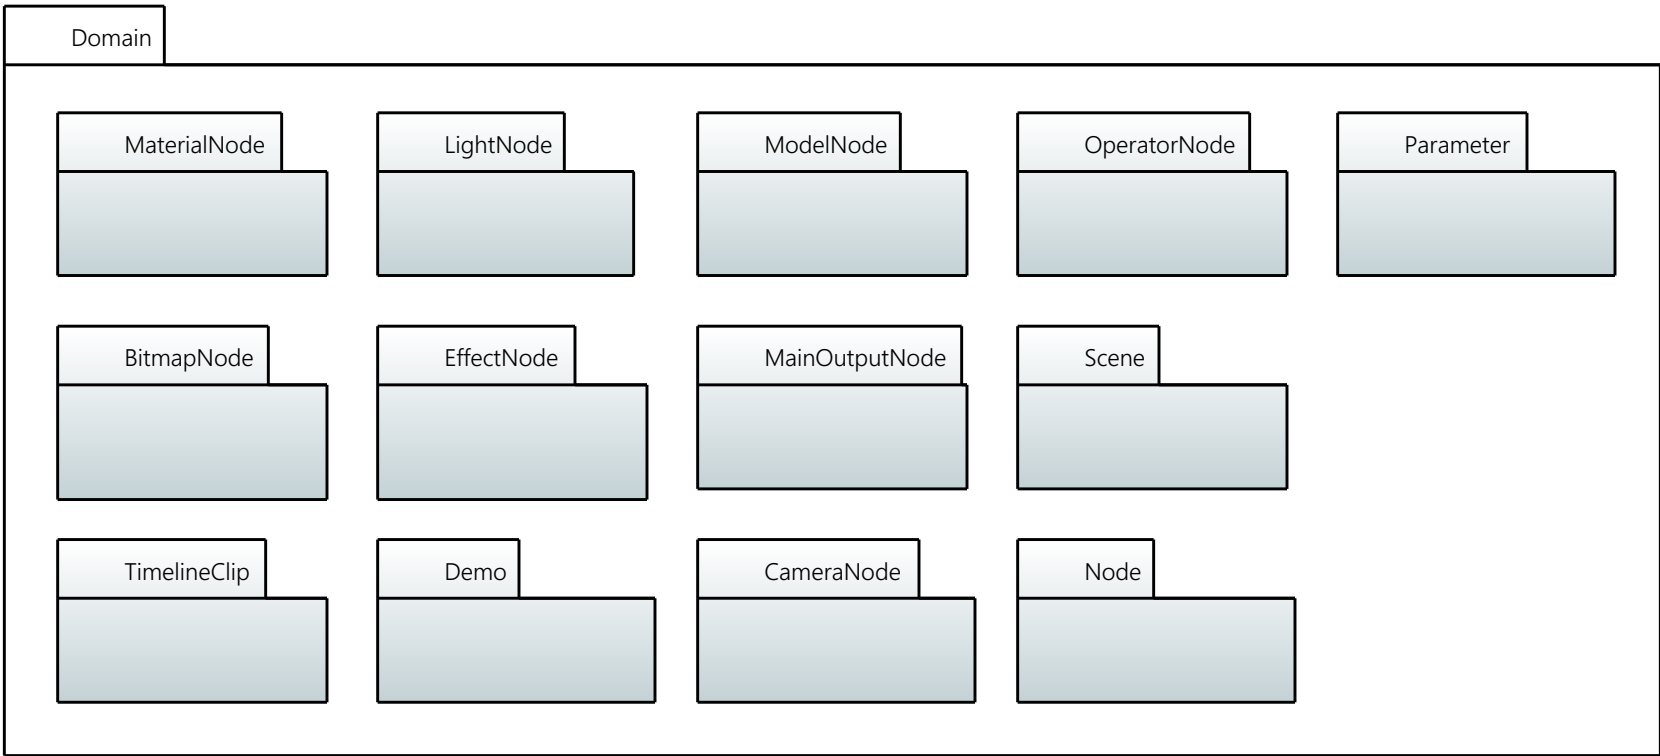 Domain
MaterialNode
LightNode
ModelNode
OperatorNode
Parameter
BitmapNode
EffectNode
MainOutputNode
Scene
TimelineClip
Demo
CameraNode
Node